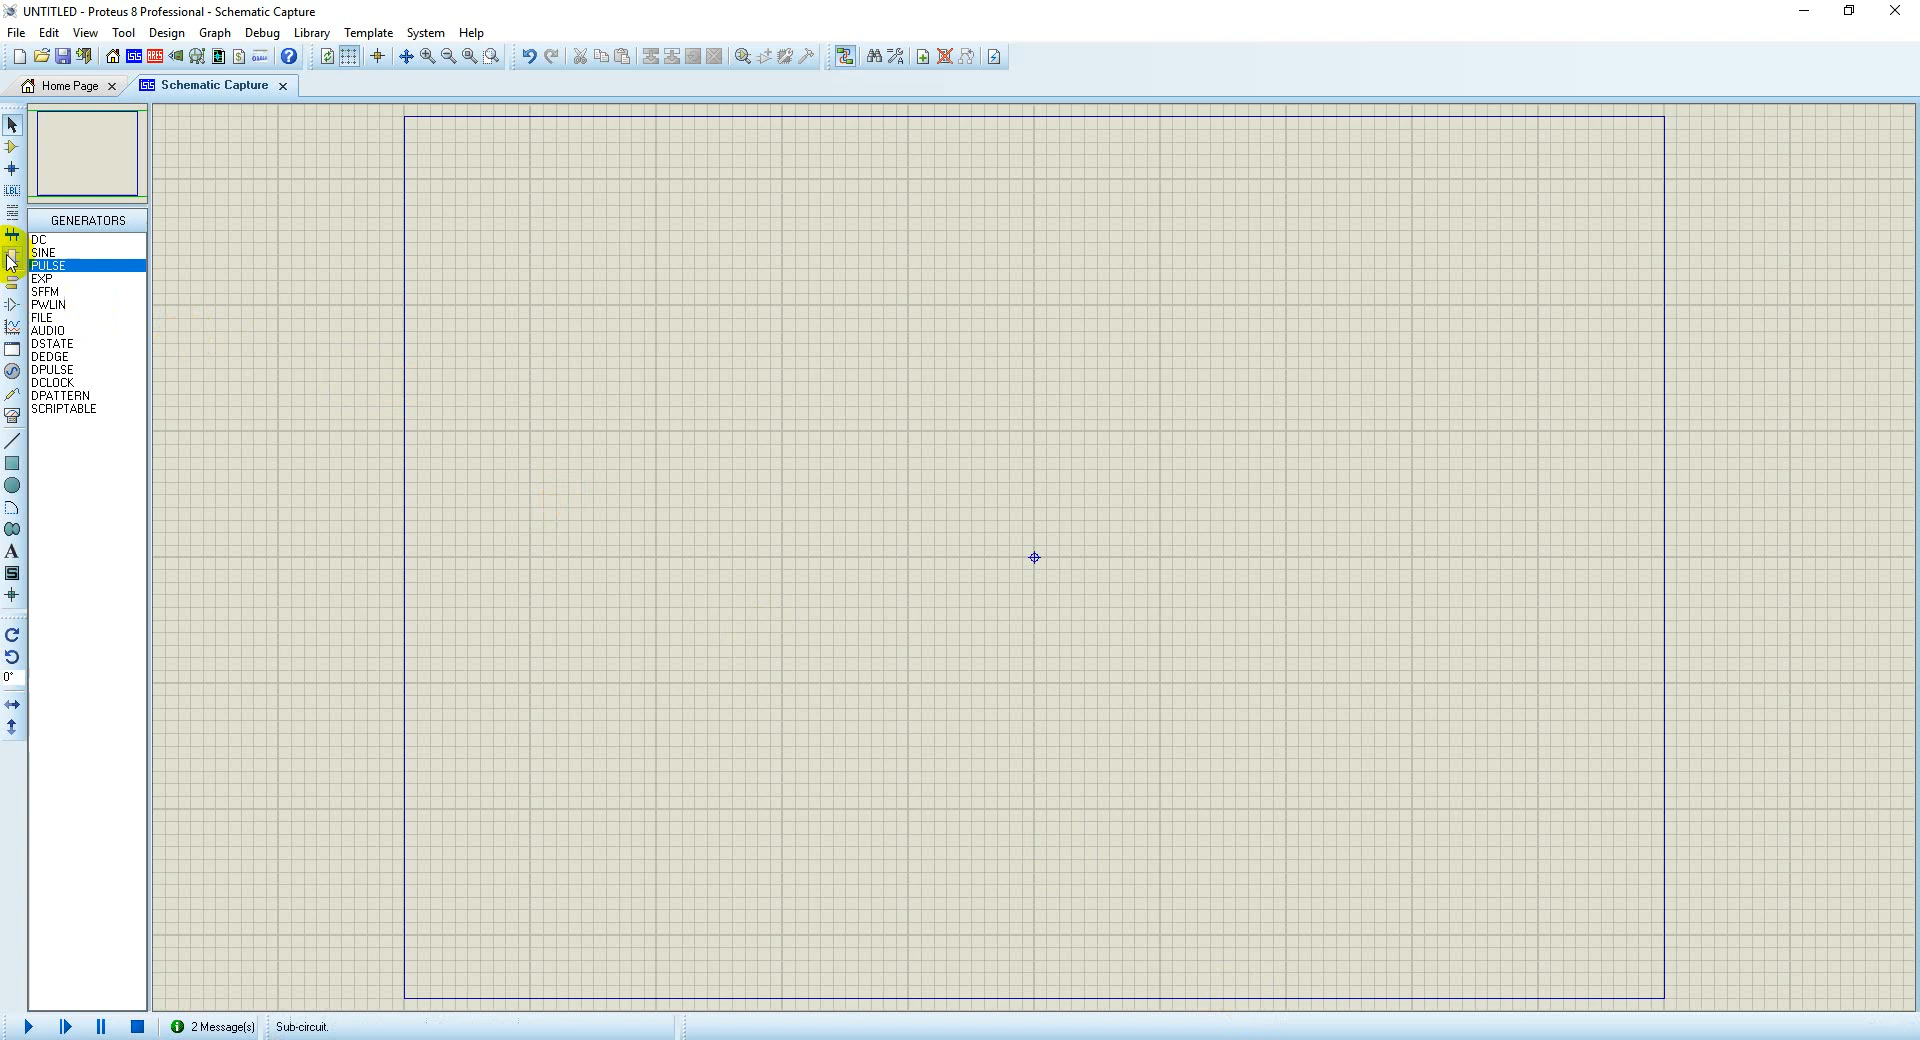 UNTITLED - Proteus 8 Professional - Schematic Capture
File Edit View Tool Design Graph Debug Library Template System Help
Home Page Schematic Capture
LBL
GENERATORS
DC
SINE
PULSE
EXP
SFFM
PWLIN
FILE
AUDIO
DSTATE
DEDGE
DPULSE
DCLOCK
DPATTERN
SCRIPTABLE
A
S
0°
2 Message(s) Sub-circuit.